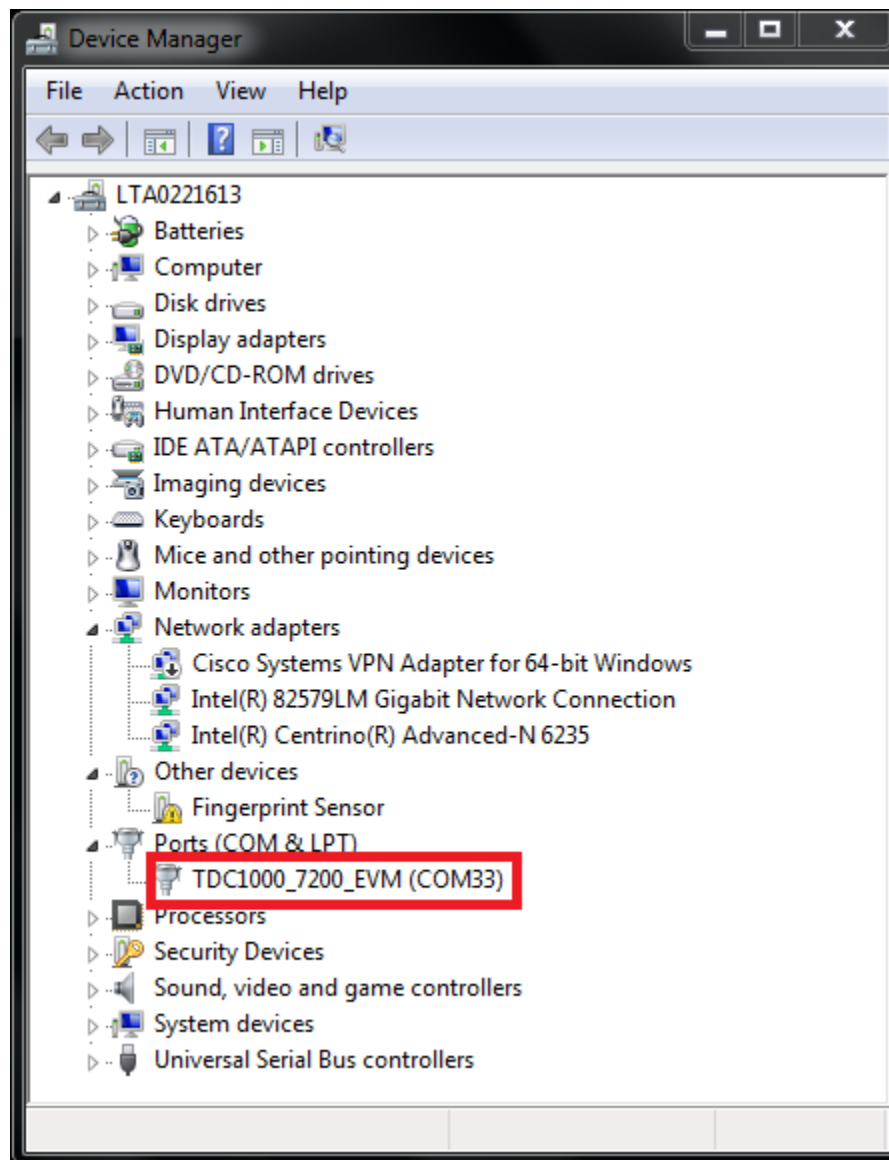 Device Manager
File Action View Help
LTA0221613
Batteries
Computer
Disk drives
Display adapters
DVD/CD-ROM drives
Human Interface Devices
IDE ATA/ATAPI controllers
Imaging devices
Keyboards
Mice and other pointing devices
Monitors
Network adapters
Cisco Systems VPN Adapter for 64-bit Windows
Intel(R) 82579LM Gigabit Network Connection
Intel(R) Centrino(R) Advanced-N 6235
Other devices
Fingerprint Sensor
Ports (COM & LPT)
TDC1000_7200_EVM (COM33)
Processors
Security Devices
Sound, video and game controllers
System devices
Universal Serial Bus controllers